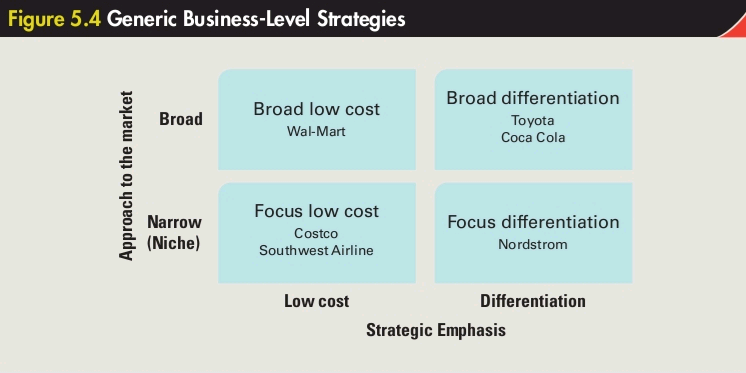 Figure 5.4 Generic Business-Level Strategies
Approach to the market
Broad
Broad low cost
Wal-Mart
Broad differentiation
Toyota
Coca Cola
Narrow
(Niche)
Focus low cost
Costco
Southwest Airline
Focus differentiation
Nordstrom
Low cost
Differentiation
Strategic Emphasis